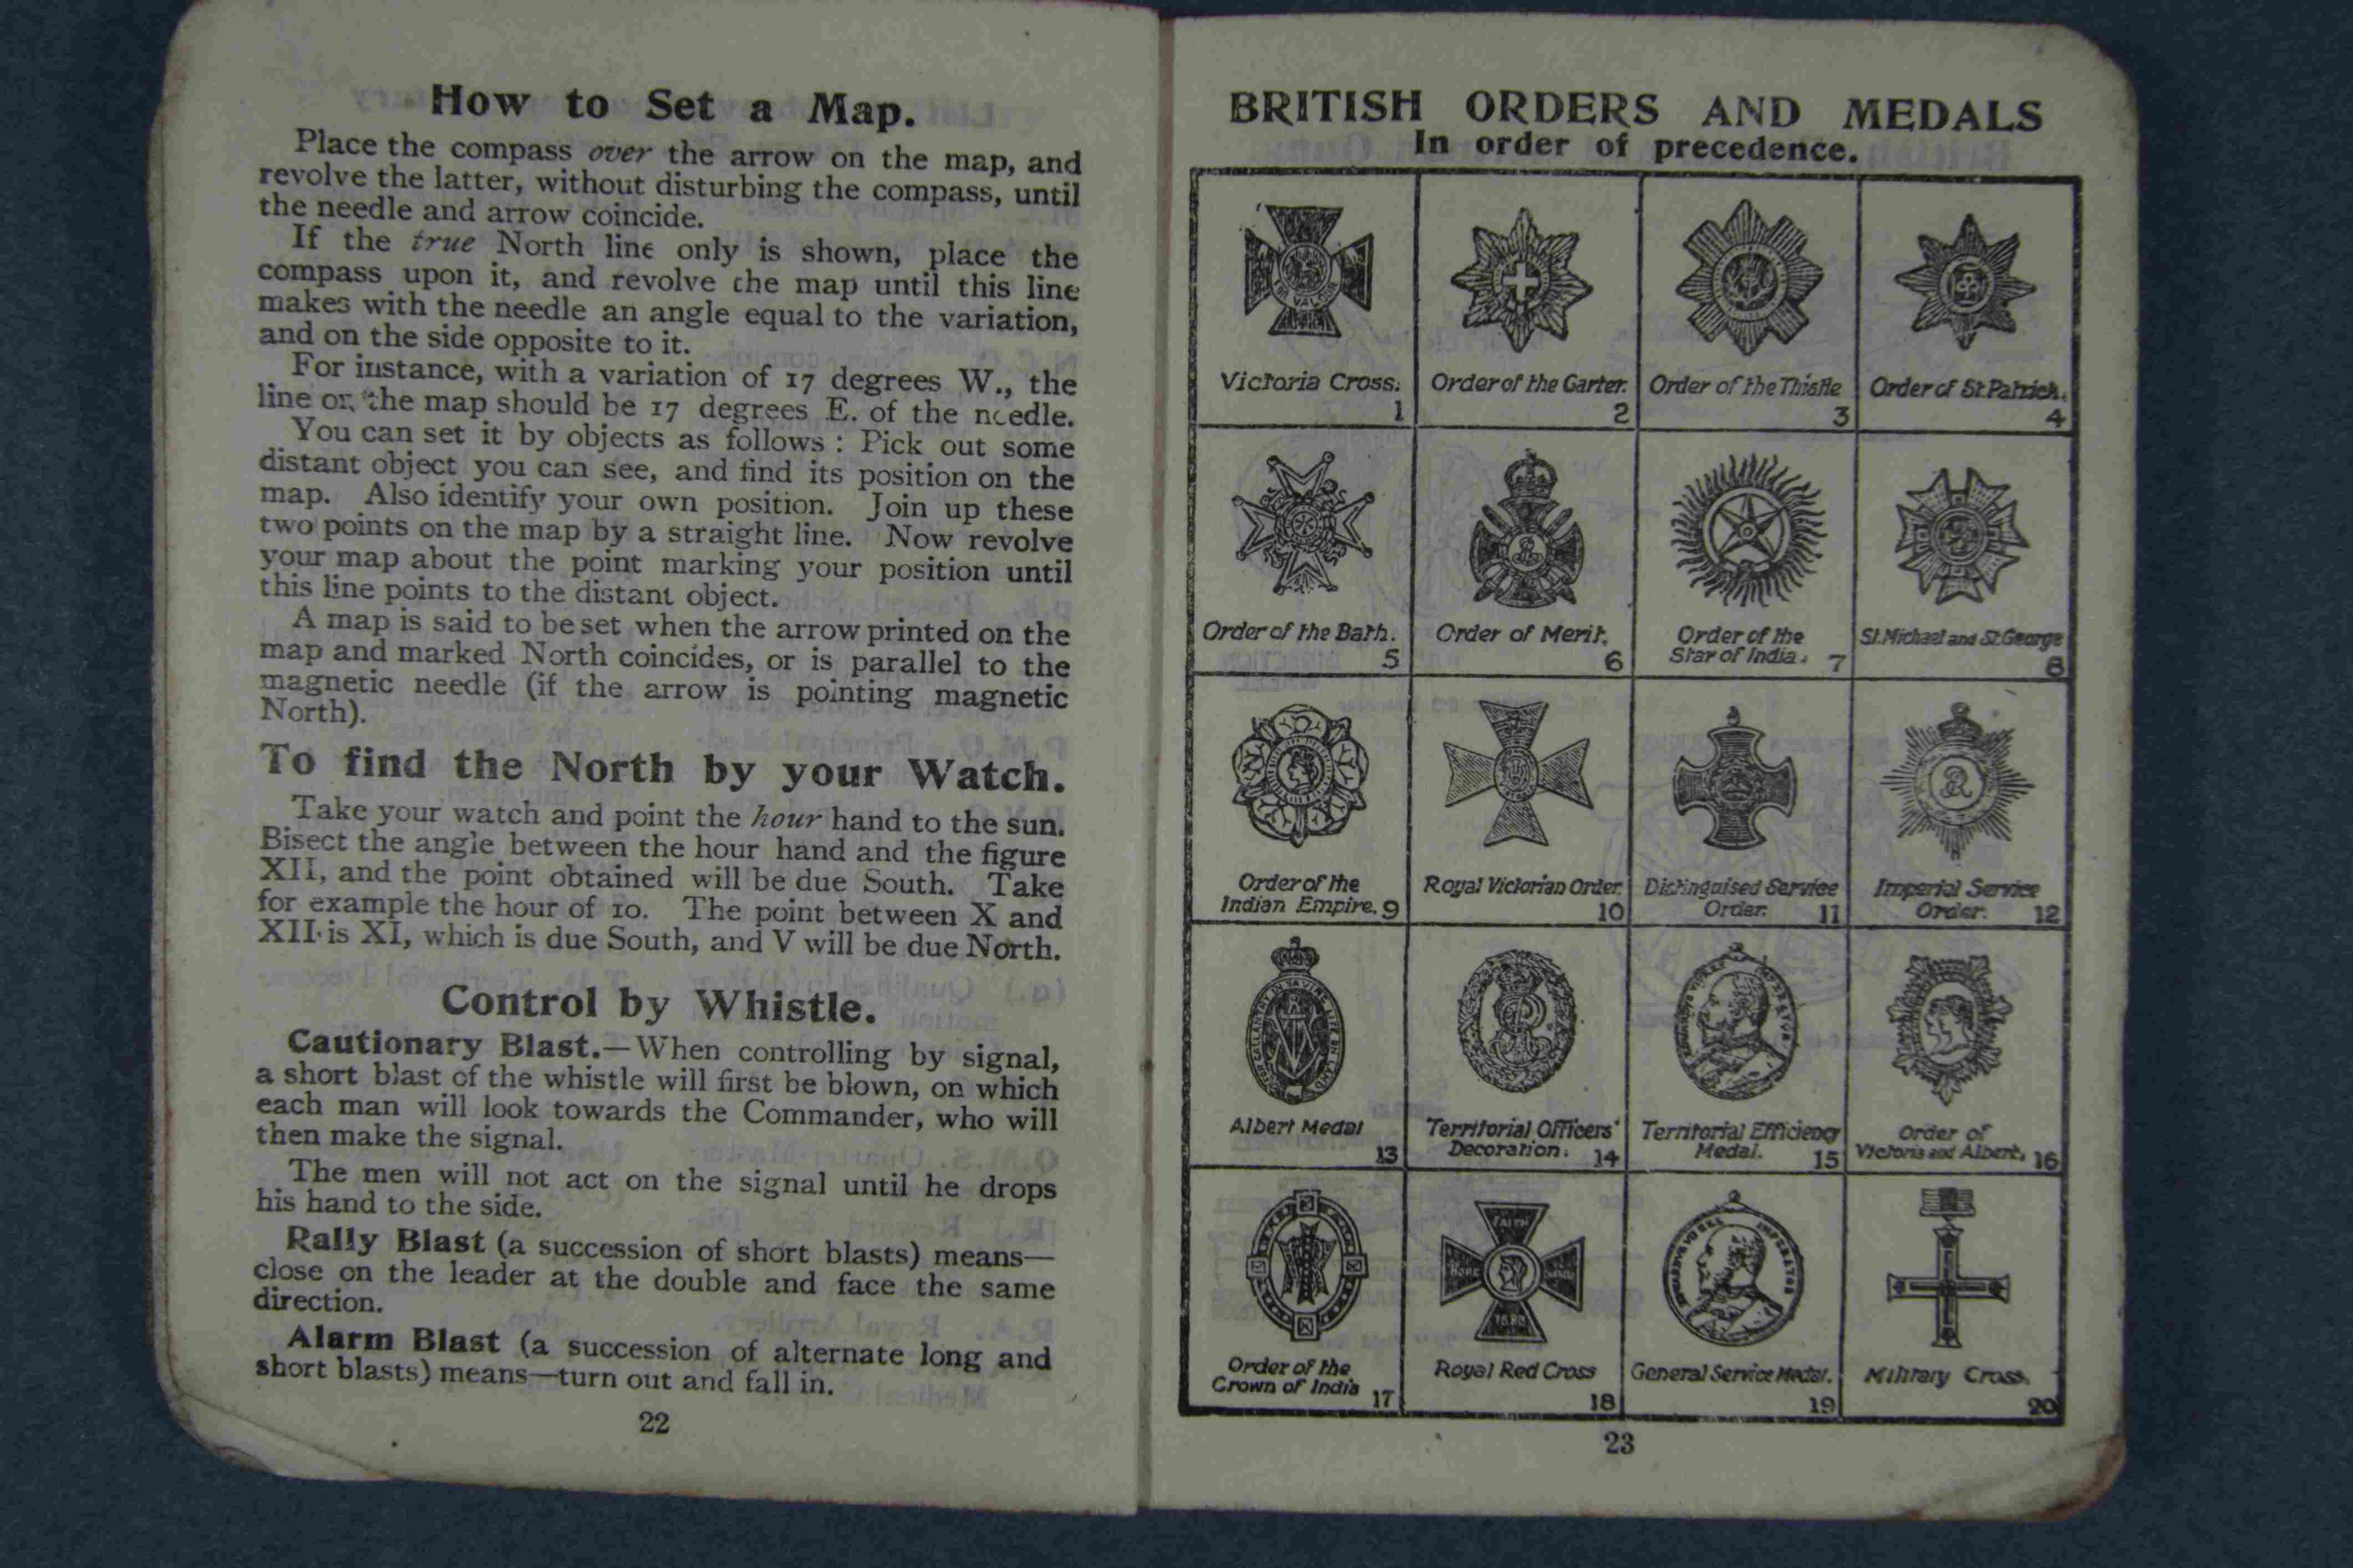 How to Set a Map.
Place the compass over the arrow on the map, and
revolve the latter, without disturbing the compass, until
the needle and arrow coincide.
If the true North line only is shown, place the
compass upon it, and revolve the map until this line
makes with the needle an angle equal to the variation,
and on the side opposite to it.
For instance, with a variation of 17 degrees W., the
line on the map should be 17 degrees E. of the needle.
You can set it by objects as follows : Pick out some
distant object you can see, and find its position on the
map. Also identify your own position. Join up these
two points on the map by a straight line. Now revolve
your map about the point marking your position until
this line points to the distant object.
A map is said to be set when the arrow printed on the
map and marked North coincides, or is parallel to the
magnetic needle (if the arrow is pointing magnetic
North).
To find the North by your Watch.
Take your watch and point the hour hand to the sun.
Bisect the angle between the hour hand and the figure
XII, and the point obtained will be due South. Take
for example the hour of 10. The point between X and
XII is XI, which is due South, and V will be due North.
Control by Whistle.
Cautionary Blast.—When controlling by signal,
a short blast of the whistle will first be blown, on which
each man will look towards the Commander, who will
then make the signal.
The men will not act on the signal until he drops
his hand to the side.
Rally Blast (a succession of short blasts) means—
close on the leader at the double and face the same
direction.
Alarm Blast (a succession of alternate long and
short blasts) means—turn out and fall in.
22
BRITISH ORDERS AND MEDALS
In order of precedence.
Victoria Cross.
1
Order of the Garter.
2
Order of the Thistle
3
Order of St. Patrick.
4
Order of the Bath.
5
Order of Merit.
6
Order of the
Star of India. 7
St. Michael and St. George
8
Order of the
Indian Empire. 9
Royal Victorian Order.
10
Distinguised Service
Order. 11
Imperial Service
Order. 12
FOR GALLANTRY IN SAVING LIFE ON LAND
Albert Medal
13
Territorial Officers'
Decoration. 14
Territorial Efficiency
Medal. 15
Order of
Victoria and Albert. 16
Order of the
Crown of India 17
FAITH
HOPE
1883
Royal Red Cross
18
General Service Medal.
19
Military Cross.
20
23